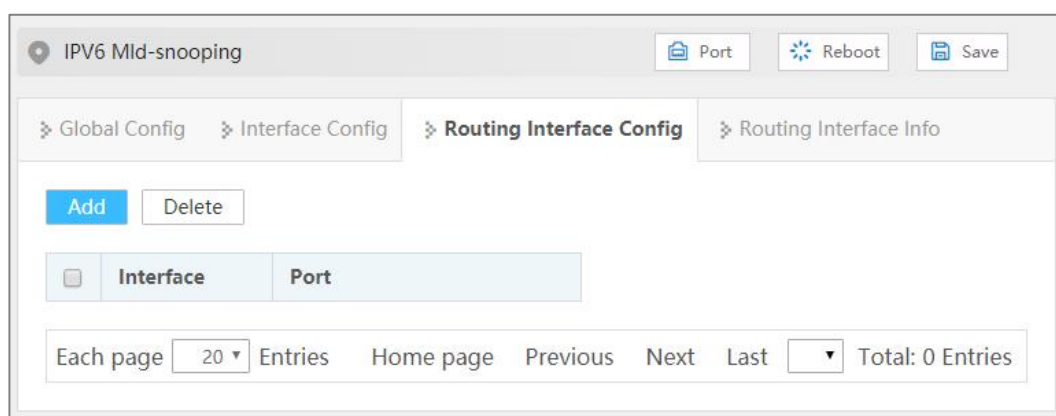 IPV6 Mld-snooping Port Reboot Save
Global Config Interface Config Routing Interface Config Routing Interface Info
Add Delete
Interface Port
Each page 20 Entries Home page Previous Next Last Total: 0 Entries